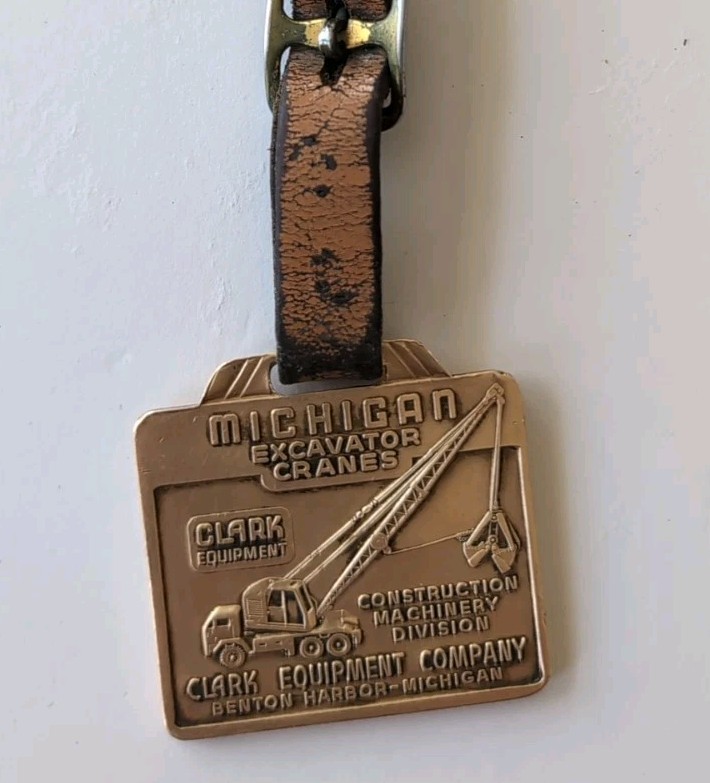 MICHIGAN
EXCAVATOR
CRANES
CLARK
EQUIPMENT
CONSTRUCTION
MACHINERY
DIVISION
CLARK EQUIPMENT COMPANY
BENTON HARBOR-MICHIGAN